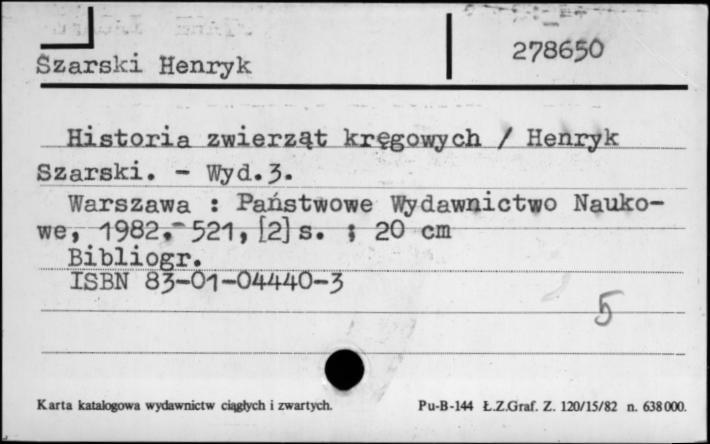 278650
Szarski Henryk
Historia zwierząt kręgowych / Henryk
Szarski. - Wyd.3.
Warszawa : Państwowe Wydawnictwo Nauko-
we, 1982,- 521, [2] s. ; 20 cm
Bibliogr.
ISBN 83-01-04440-3
5
Karta katalogowa wydawnictw ciągłych i zwartych. Pu-B-144 Ł.Z.Graf. Z. 120/15/82 n. 638000.